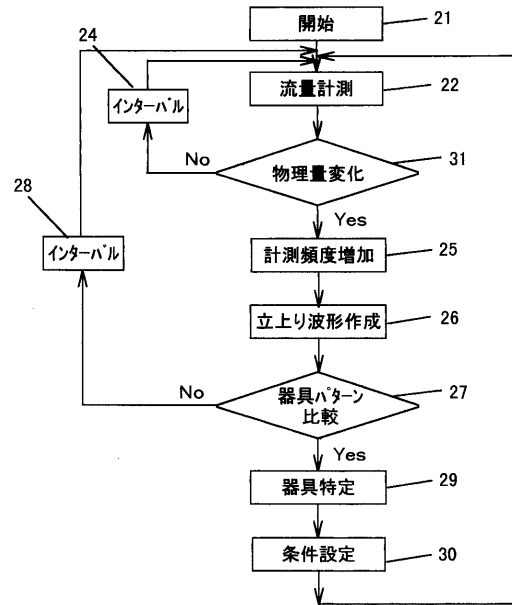 開始
21
24
流量計測
22
インターバル
No
物理量変化
31
28
Yes
計測頻度増加
25
インターバル
立上り波形作成
26
No
器具パターン
比較
27
Yes
器具特定
29
条件設定
30